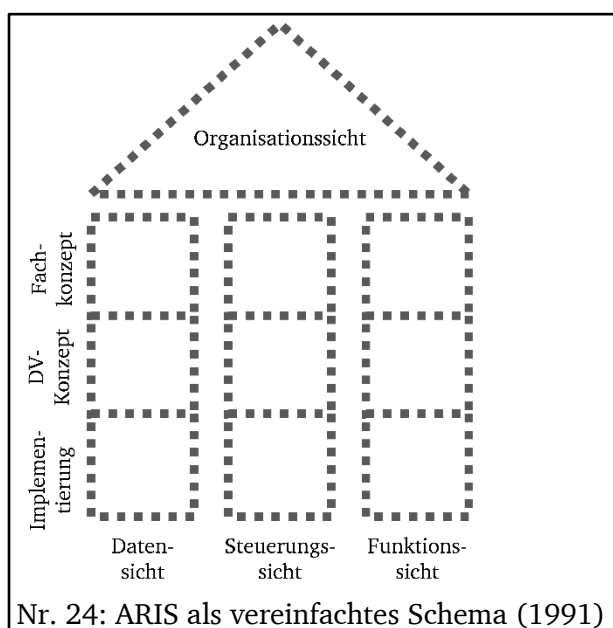 Organisationssicht
Fach-
konzept
DV-
Konzept
Implemen-
tierung
Daten-
sicht
Steuerungs-
sicht
Funktions-
sicht
Nr. 24: ARIS als vereinfachtes Schema (1991)